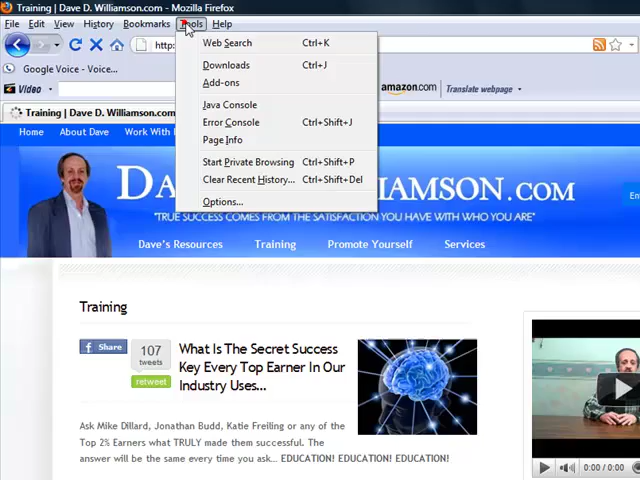 Training | Dave D. Williamson.com - Mozilla Firefox
File Edit View History Bookmarks Tools Help
http:
Web Search Ctrl+K
Downloads Ctrl+J
Add-ons
Java Console
Error Console Ctrl+Shift+J
Page Info
Start Private Browsing Ctrl+Shift+P
Clear Recent History... Ctrl+Shift+Del
Options...
Google Voice - Voice...
Video amazon.com Translate webpage
Training | Dave D. Williamson.com
Home About Dave Work With
En
DA WILLIAMSON.COM
"TRUE SUCCESS COMES FROM THE SATISFACTION YOU HAVE WITH WHO YOU ARE"
Dave's Resources Training Promote Yourself Services
Training
Share
107
tweets
retweet
What Is The Secret Success
Key Every Top Earner In Our
Industry Uses...
Ask Mike Dillard, Jonathan Budd, Katie Freiling or any of the
Top 2% Earners what TRULY made them successful. The
answer will be the same every time you ask... EDUCATION! EDUCATION! EDUCATION!
0:00 / 0:00